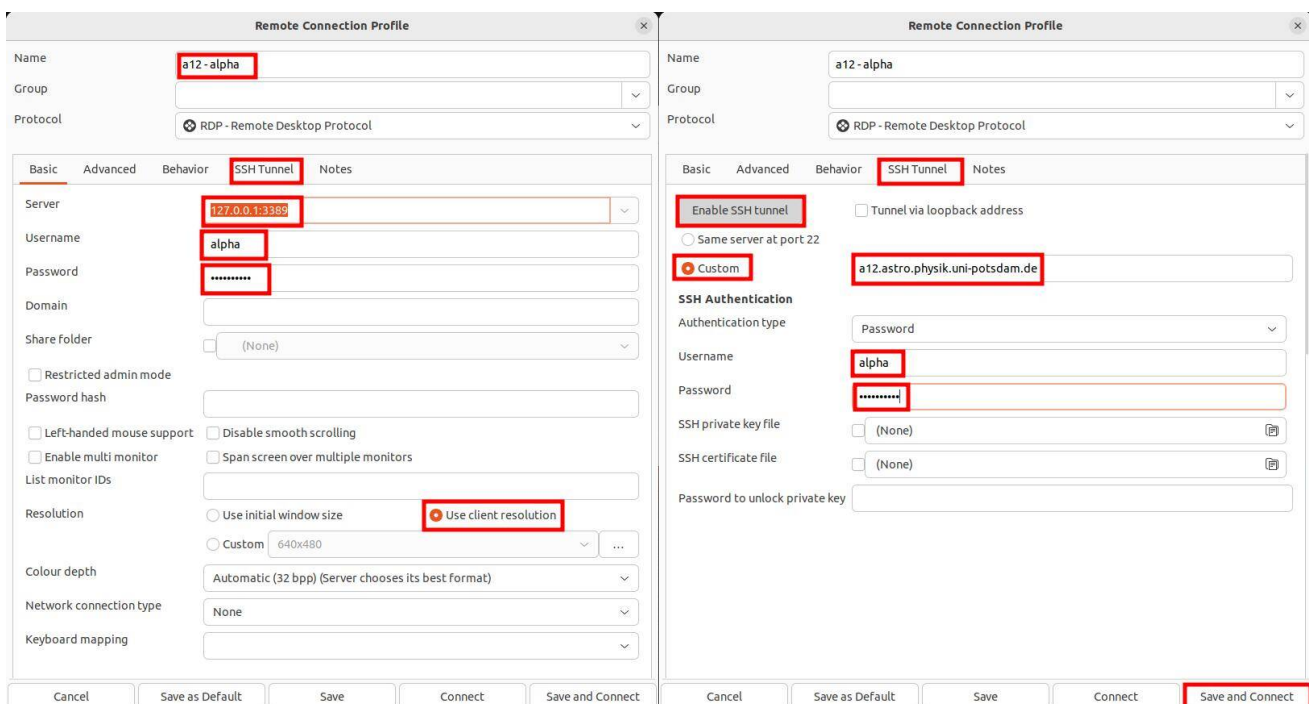 Remote Connection Profile
Name a12 - alpha
Group
Protocol RDP - Remote Desktop Protocol
Basic Advanced Behavior SSH Tunnel Notes
Server 127.0.0.1:3389
Username alpha
Password ••••••••••
Domain
Share folder (None)
Restricted admin mode
Password hash
Left-handed mouse support Disable smooth scrolling
Enable multi monitor Span screen over multiple monitors
List monitor IDs
Resolution Use initial window size Use client resolution
Custom 640x480 ...
Colour depth Automatic (32 bpp) (Server chooses its best format)
Network connection type None
Keyboard mapping
Cancel Save as Default Save Connect Save and Connect
Remote Connection Profile
Name a12 - alpha
Group
Protocol RDP - Remote Desktop Protocol
Basic Advanced Behavior SSH Tunnel Notes
Enable SSH tunnel Tunnel via loopback address
Same server at port 22
Custom a12.astro.physik.uni-potsdam.de
SSH Authentication
Authentication type Password
Username alpha
Password ••••••••••
SSH private key file (None)
SSH certificate file (None)
Password to unlock private key
Cancel Save as Default Save Connect Save and Connect